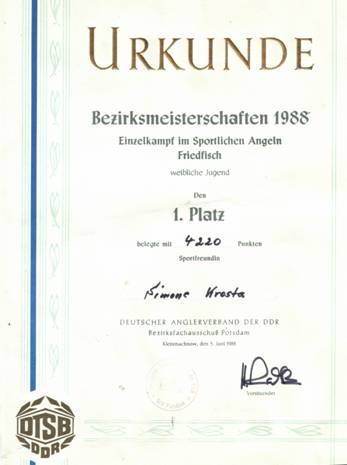 URKUNDE
Bezirksmeisterschaften 1988
Einzelkampf im Sportlichen Angeln
Friedfisch
weibliche Jugend
Den
1. Platz
belegte mit 4220 Punkten
Sportfreundin
Simone Krosta
DEUTSCHER ANGLERVERBAND DER DDR
Bezirksfachausschuß Potsdam
Kleinmachnow, den 5. Juni 1988
Vorsitzender
DTSB
DDR